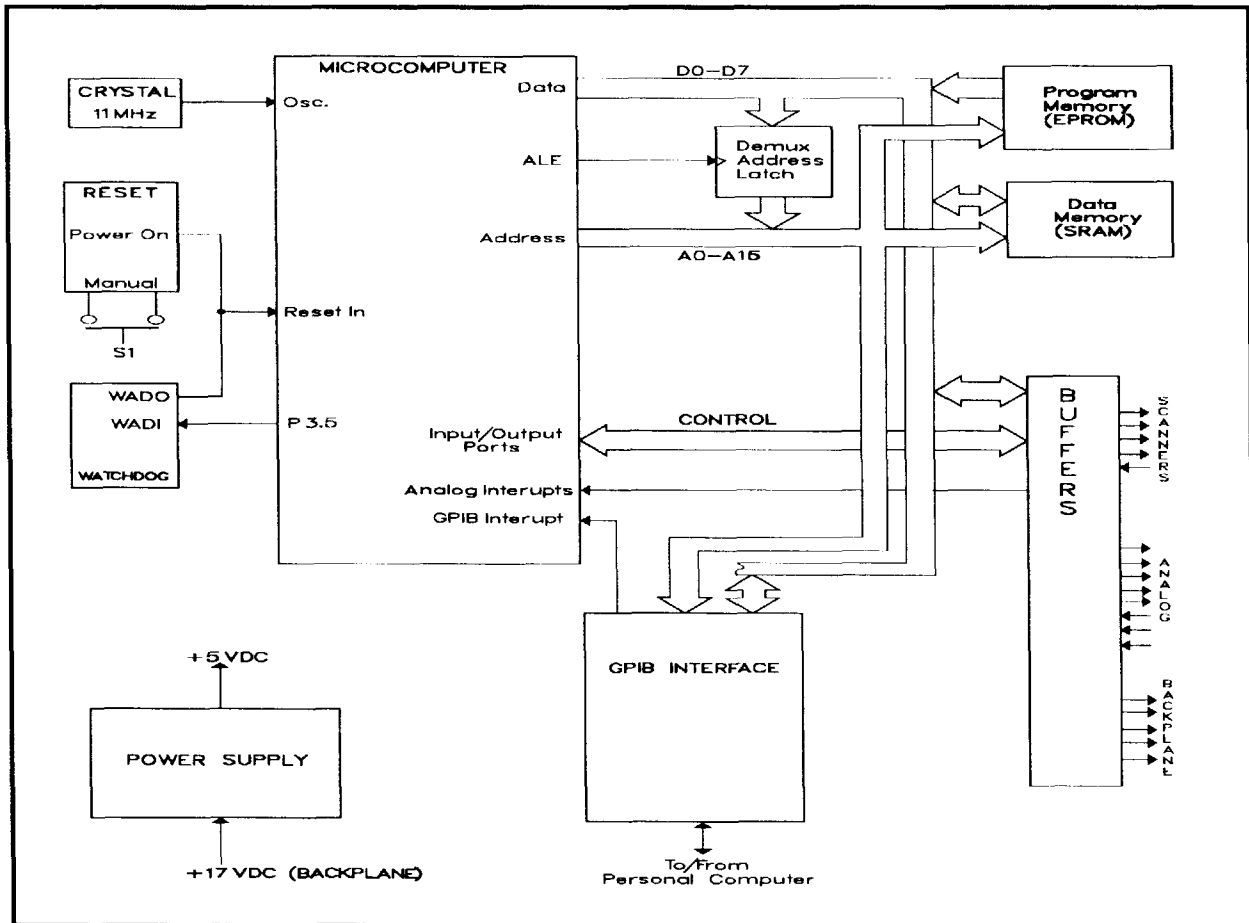 MICROCOMPUTER
CRYSTAL
11 MHz
Osc.
Data
D0-D7
Program
Memory
(EPROM)
ALE
Demux
Address
Latch
RESET
Power On
Manual
S1
Address
A0-A15
Data
Memory
(SRAM)
Reset In
WADO
WADI
WATCHDOG
P 3.5
Input/Output
Ports
CONTROL
Analog Interupts
GPIB Interupt
BUFFERS
SCANNERS
ANALOG
BACKPLANE
GPIB INTERFACE
To/From
Personal Computer
+5 VDC
POWER SUPPLY
+17 VDC (BACKPLANE)